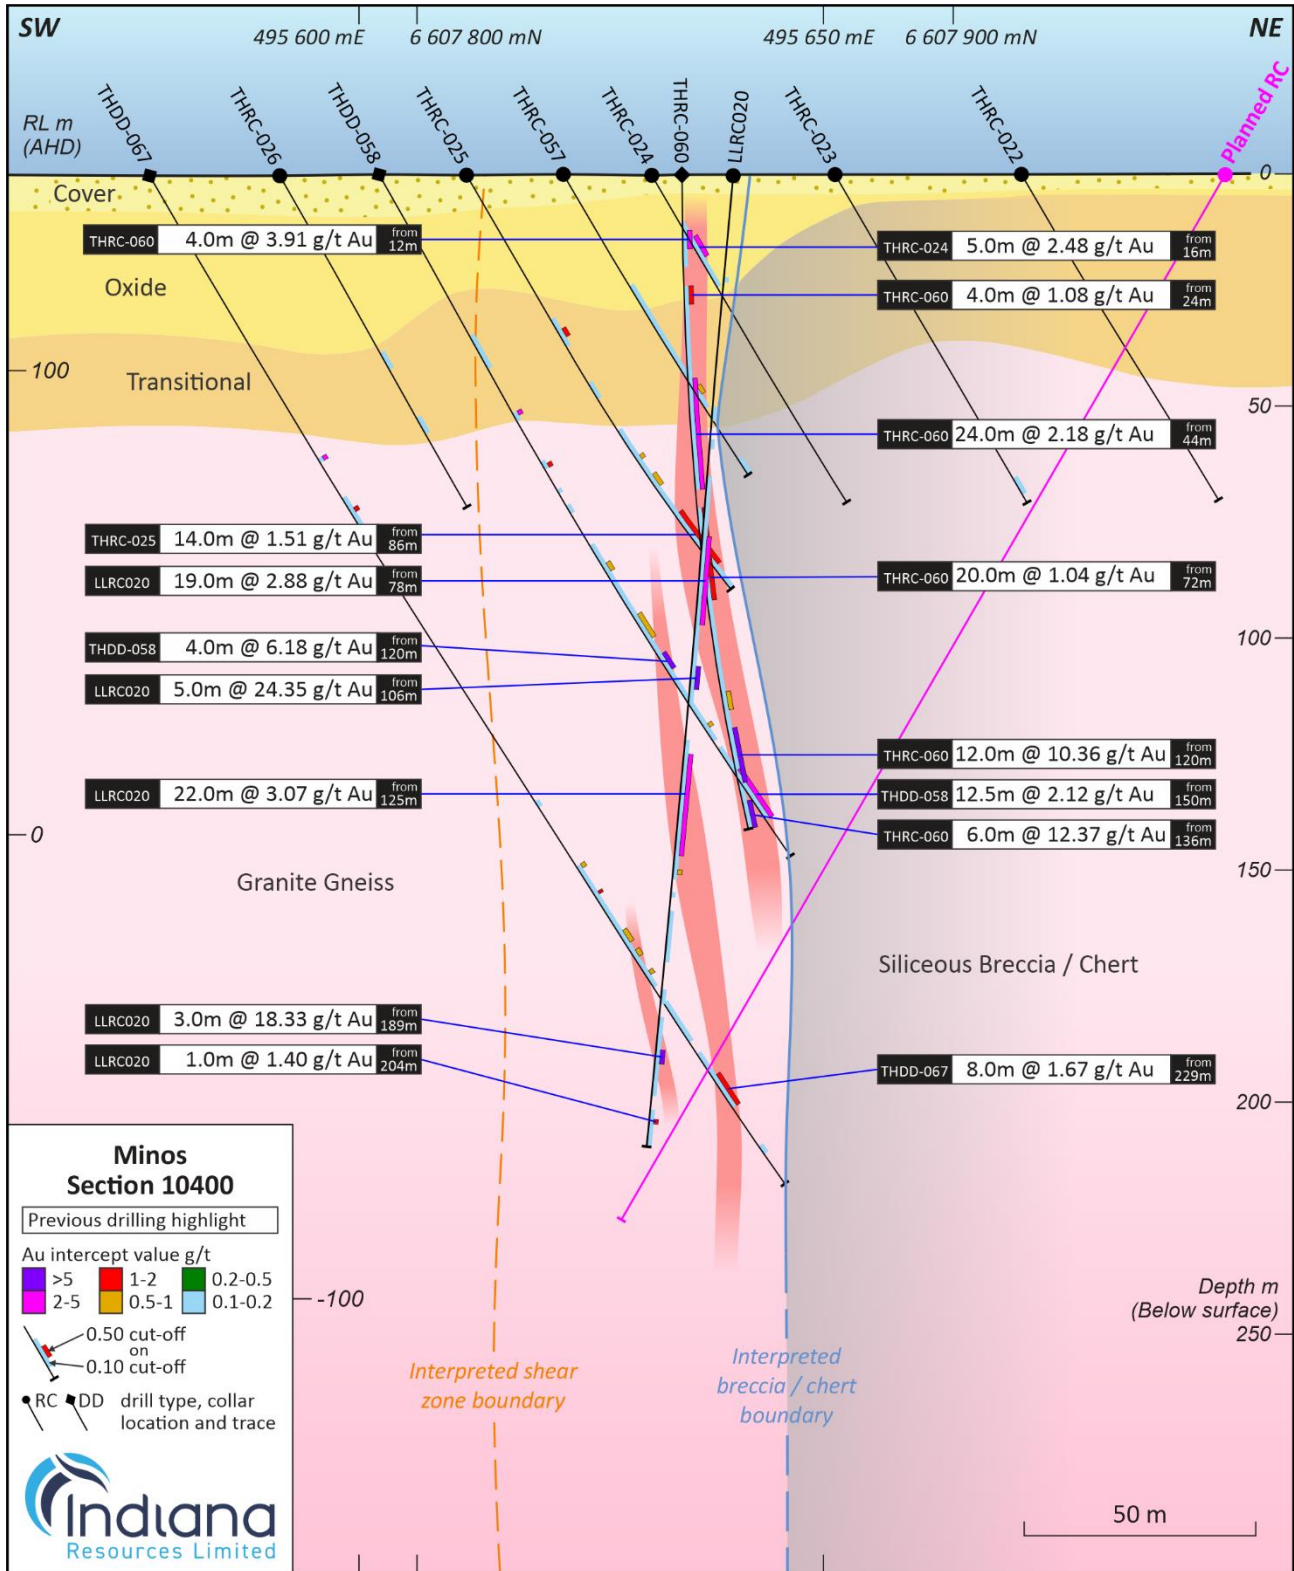 SW
NE
495 600 mE
6 607 800 mN
495 650 mE
6 607 900 mN
RL m
(AHD)
THDD-067
THRC-026
THDD-058
THRC-025
THRC-057
THRC-024
THRC-060
LLRC020
THRC-023
THRC-022
Planned RC
0
Cover
THRC-060 4.0m @ 3.91 g/t Au from 12m
THRC-024 5.0m @ 2.48 g/t Au from 16m
Oxide
THRC-060 4.0m @ 1.08 g/t Au from 24m
100
Transitional
50
THRC-060 24.0m @ 2.18 g/t Au from 44m
THRC-025 14.0m @ 1.51 g/t Au from 86m
LLRC020 19.0m @ 2.88 g/t Au from 78m
THRC-060 20.0m @ 1.04 g/t Au from 72m
100
THDD-058 4.0m @ 6.18 g/t Au from 120m
LLRC020 5.0m @ 24.35 g/t Au from 106m
THRC-060 12.0m @ 10.36 g/t Au from 120m
LLRC020 22.0m @ 3.07 g/t Au from 125m
THDD-058 12.5m @ 2.12 g/t Au from 150m
THRC-060 6.0m @ 12.37 g/t Au from 136m
0
150
Granite Gneiss
Siliceous Breccia / Chert
LLRC020 3.0m @ 18.33 g/t Au from 189m
LLRC020 1.0m @ 1.40 g/t Au from 204m
THDD-067 8.0m @ 1.67 g/t Au from 229m
200
Minos
Section 10400
Previous drilling highlight
Au intercept value g/t
>5
1-2
0.2-0.5
2-5
0.5-1
0.1-0.2
0.50 cut-off
on
0.10 cut-off
RC
DD
drill type, collar
location and trace
Indiana
Resources Limited
-100
Depth m
(Below surface)
250
Interpreted shear
zone boundary
Interpreted
breccia / chert
boundary
50 m